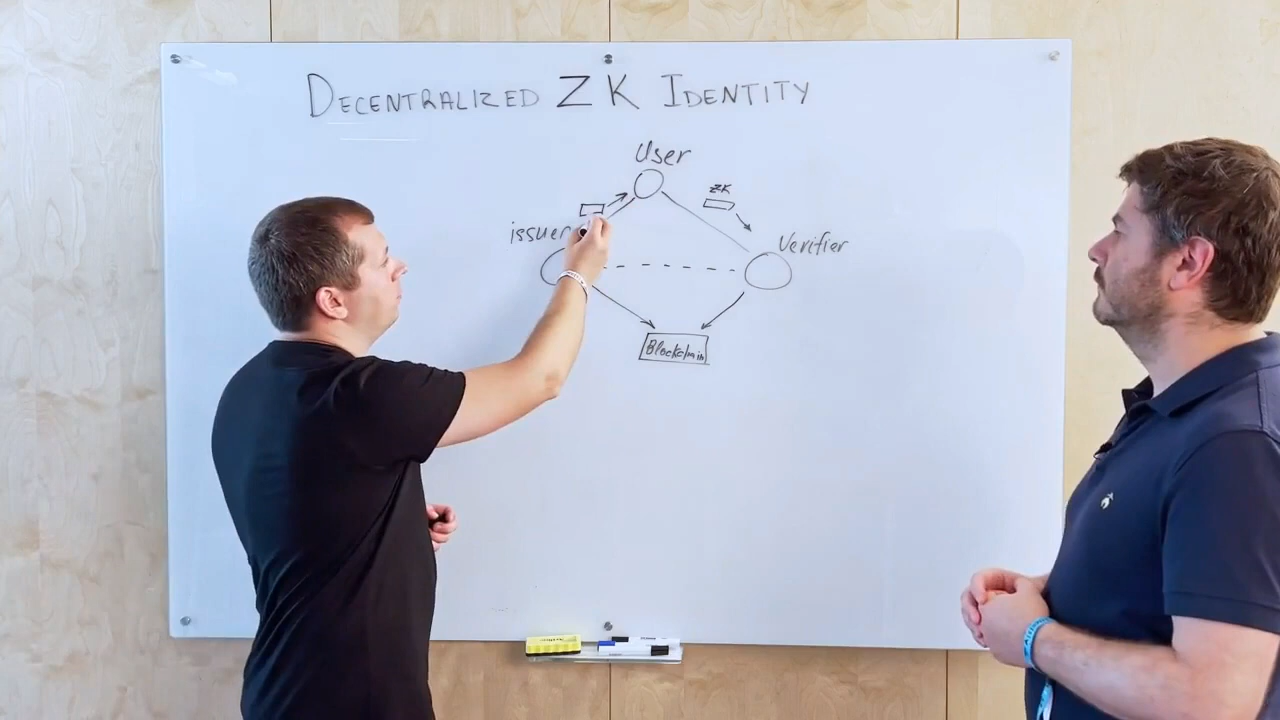 DECENTRALIZED ZK IDENTITY
User
ZK
issuer
Verifier
Blockchain